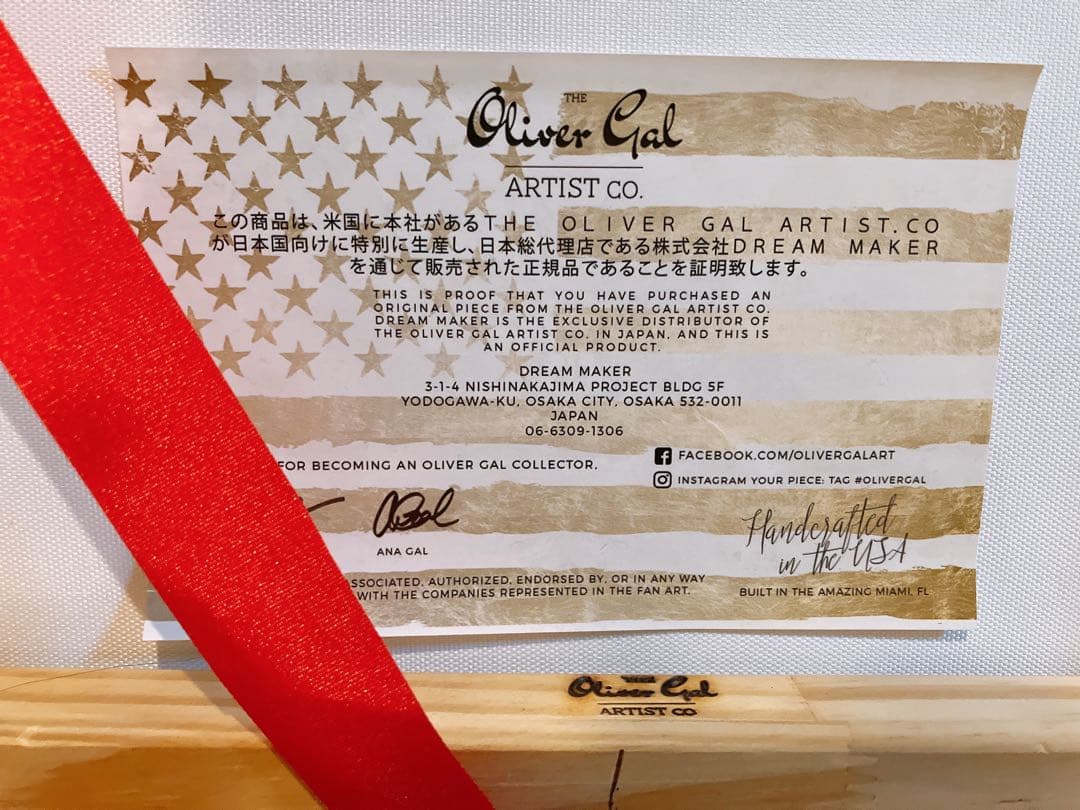 THE
Oliver Gal
ARTIST CO.
この商品は、米国に本社があるTHE OLIVER GAL ARTIST.CO
が日本国向けに特別に生産し、日本総代理店である株式会社DREAM MAKER
を通じて販売された正規品であることを証明致します。
THIS IS PROOF THAT YOU HAVE PURCHASED AN
ORIGINAL PIECE FROM THE OLIVER GAL ARTIST CO.
DREAM MAKER IS THE EXCLUSIVE DISTRIBUTOR OF
THE OLIVER GAL ARTIST CO. IN JAPAN, AND THIS IS
AN OFFICIAL PRODUCT.
DREAM MAKER
3-1-4 NISHINAKAJIMA PROJECT BLDG 5F
YODOGAWA-KU, OSAKA CITY, OSAKA 532-0011
JAPAN
06-6309-1306
FOR BECOMING AN OLIVER GAL COLLECTOR,
FACEBOOK.COM/OLIVERGALART
INSTAGRAM YOUR PIECE: TAG #OLIVERGAL
ANA GAL
Handcrafted
in the USA
SSOCIATED, AUTHORIZED, ENDORSED BY, OR IN ANY WAY
WITH THE COMPANIES REPRESENTED IN THE FAN ART.
BUILT IN THE AMAZING MIAMI, FL
THE
Oliver Gal
ARTIST CO